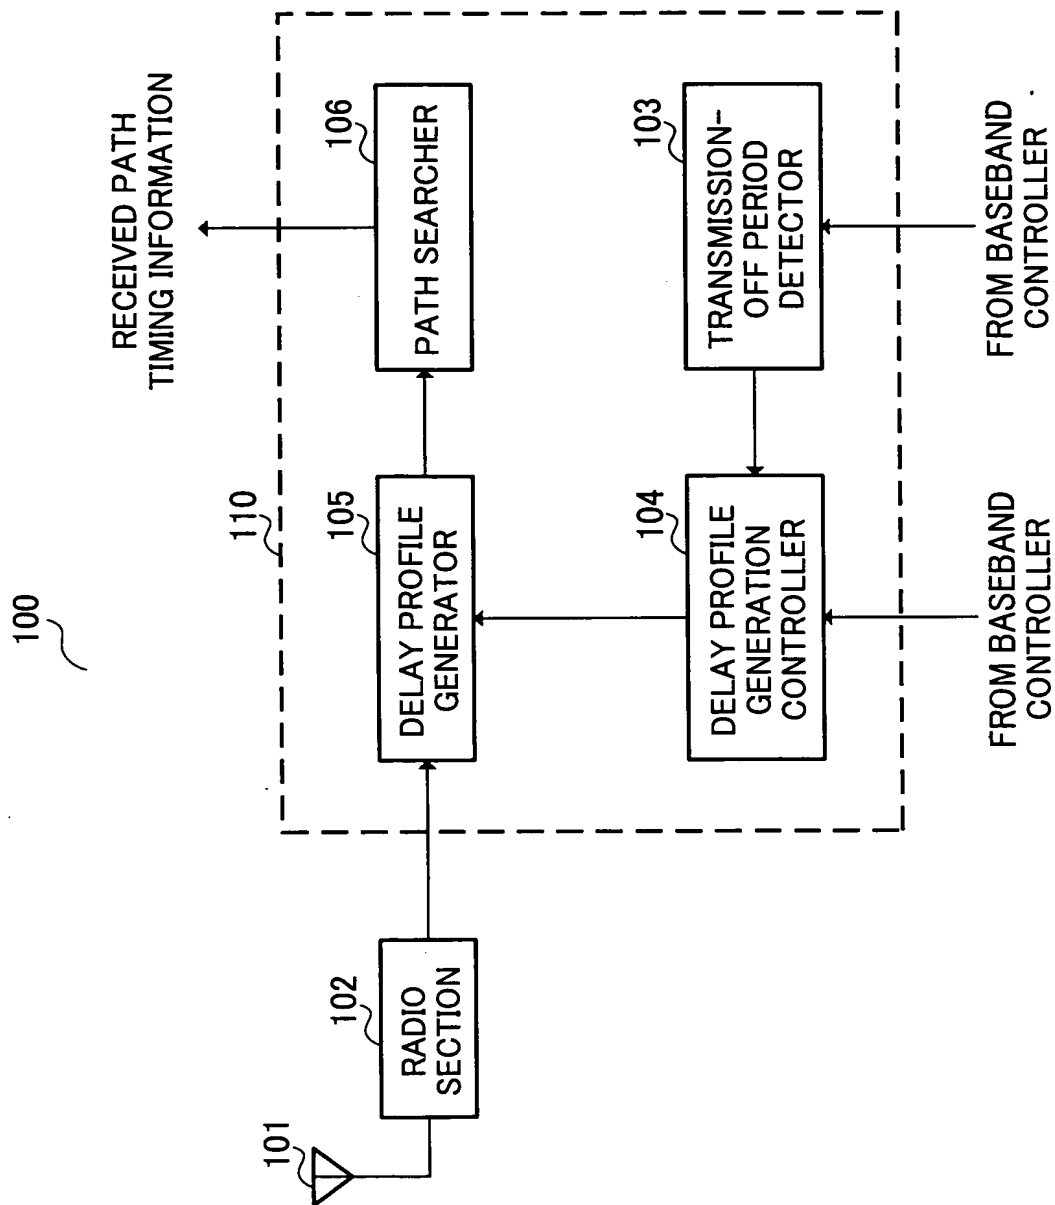 100
110
101
102
RADIO
SECTION
105
DELAY PROFILE
GENERATOR
106
PATH SEARCHER
RECEIVED PATH
TIMING INFORMATION
104
DELAY PROFILE
GENERATION
CONTROLLER
103
TRANSMISSION-
OFF PERIOD
DETECTOR
FROM BASEBAND
CONTROLLER
FROM BASEBAND
CONTROLLER